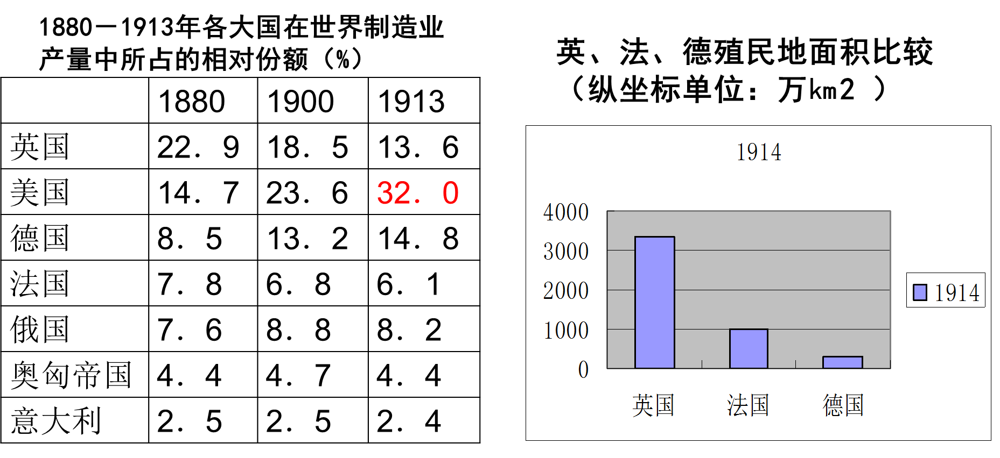 1880－1913年各大国在世界制造业
产量中所占的相对份额（%）
1880 1900 1913
英国 22．9 18．5 13．6
美国 14．7 23．6 32．0
德国 8．5 13．2 14．8
法国 7．8 6．8 6．1
俄国 7．6 8．8 8．2
奥匈帝国 4．4 4．7 4．4
意大利 2．5 2．5 2．4
英、法、德殖民地面积比较
（纵坐标单位：万km2 ）
1914
4000
3000
2000
1000
0
英国 法国 德国
1914